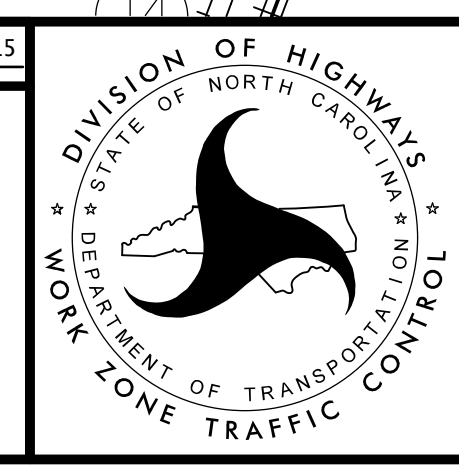 .5
DIVISION OF HIGHWAYS
STATE OF NORTH CAROLINA
DEPARTMENT OF TRANSPORTATION
WORK ZONE TRAFFIC CONTROL